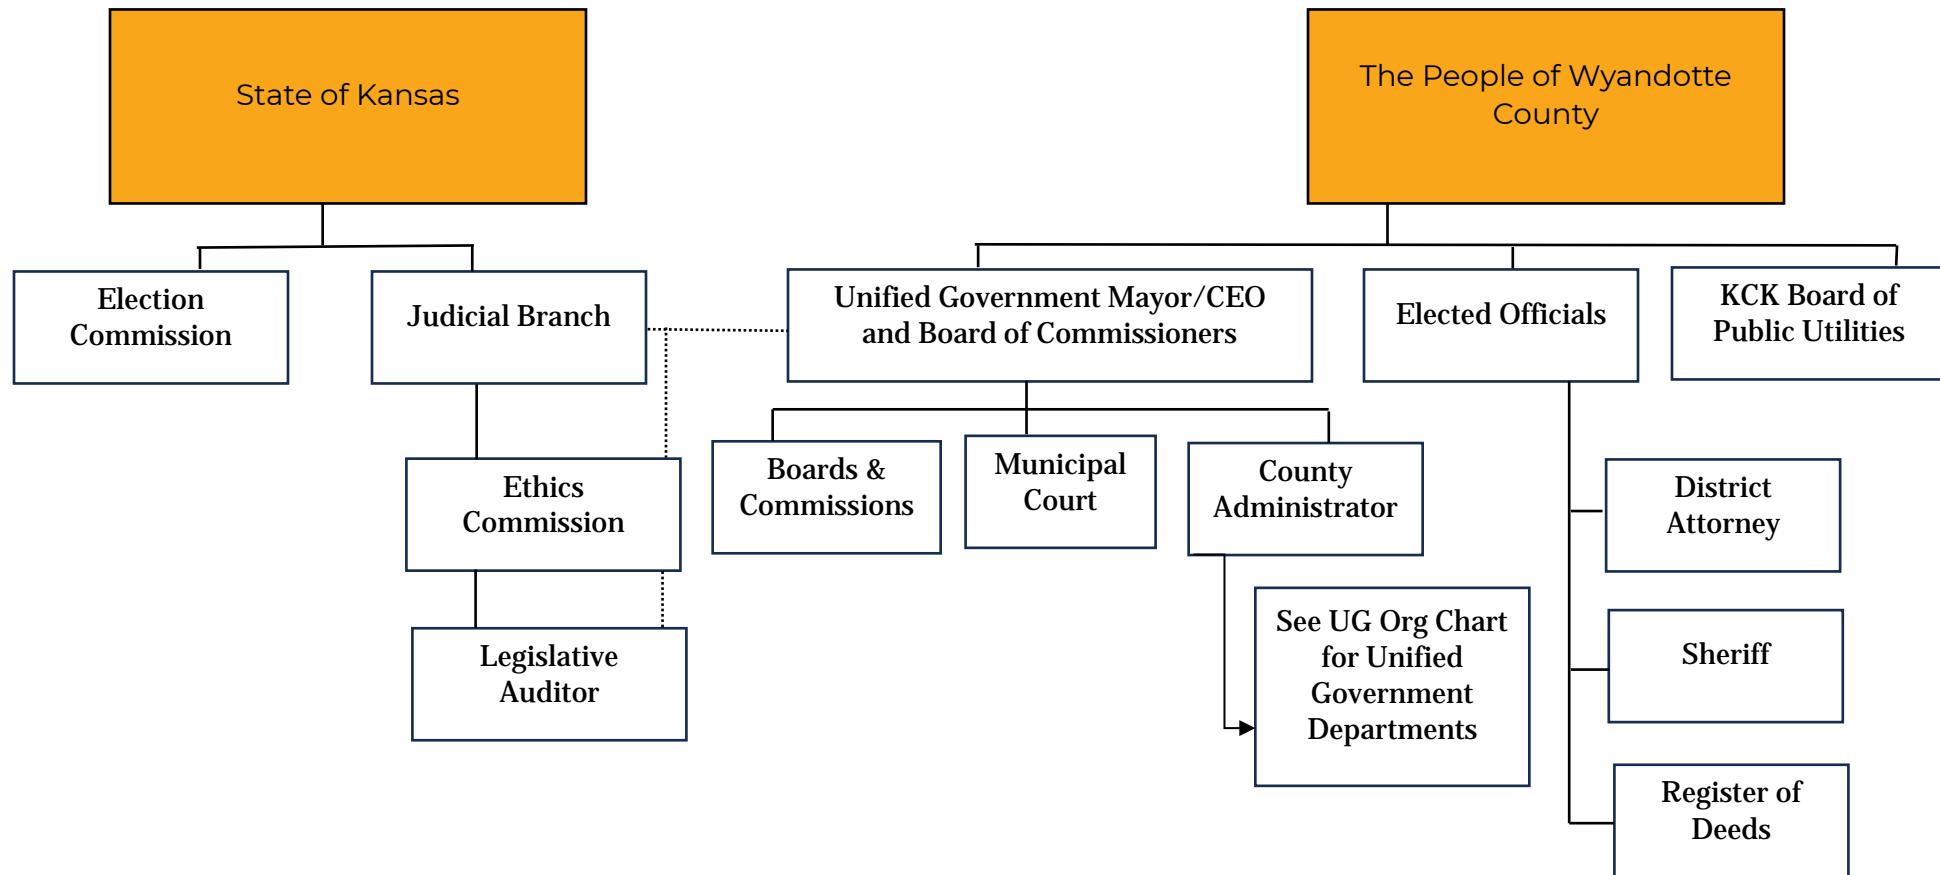 State of Kansas
The People of Wyandotte
County
Election
Commission
Judicial Branch
Unified Government Mayor/CEO
and Board of Commissioners
Elected Officials
KCK Board of
Public Utilities
Ethics
Commission
Boards &
Commissions
Municipal
Court
County
Administrator
District
Attorney
Legislative
Auditor
See UG Org Chart
for Unified
Government
Departments
Sheriff
Register of
Deeds